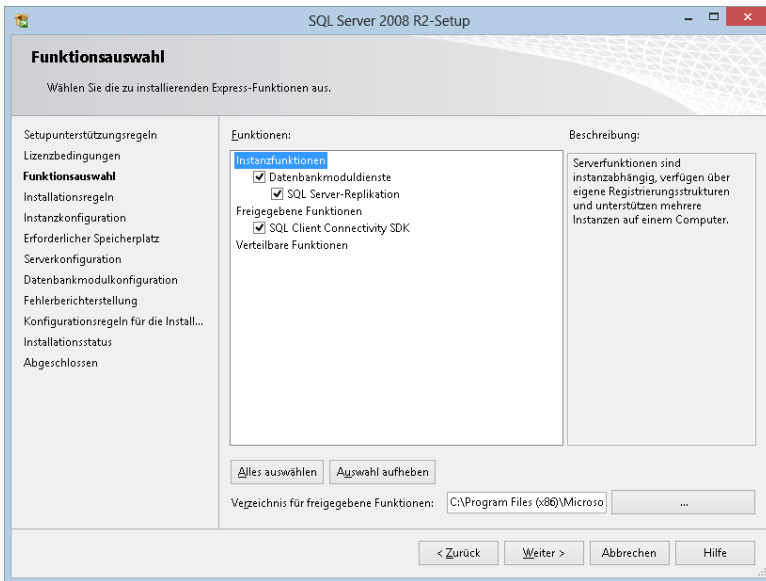 SQL Server 2008 R2-Setup
Funktionsauswahl
Wählen Sie die zu installierenden Express-Funktionen aus.
Setupunterstützungsregeln
Lizenzbedingungen
Funktionsauswahl
Installationsregeln
Instanzkonfiguration
Erforderlicher Speicherplatz
Serverkonfiguration
Datenbankmodulkonfiguration
Fehlerberichterstellung
Konfigurationsregeln für die Install...
Installationsstatus
Abgeschlossen
Funktionen:
Instanzfunktionen
Datenbankmoduldienste
SQL Server-Replikation
Freigegebene Funktionen
SQL Client Connectivity SDK
Verteilbare Funktionen
Beschreibung:
Serverfunktionen sind
instanzabhängig, verfügen über
eigene Registrierungsstrukturen
und unterstützen mehrere
Instanzen auf einem Computer.
Alles auswählen Auswahl aufheben
Verzeichnis für freigegebene Funktionen: C:\Program Files (x86)\Microso ...
< Zurück Weiter > Abbrechen Hilfe